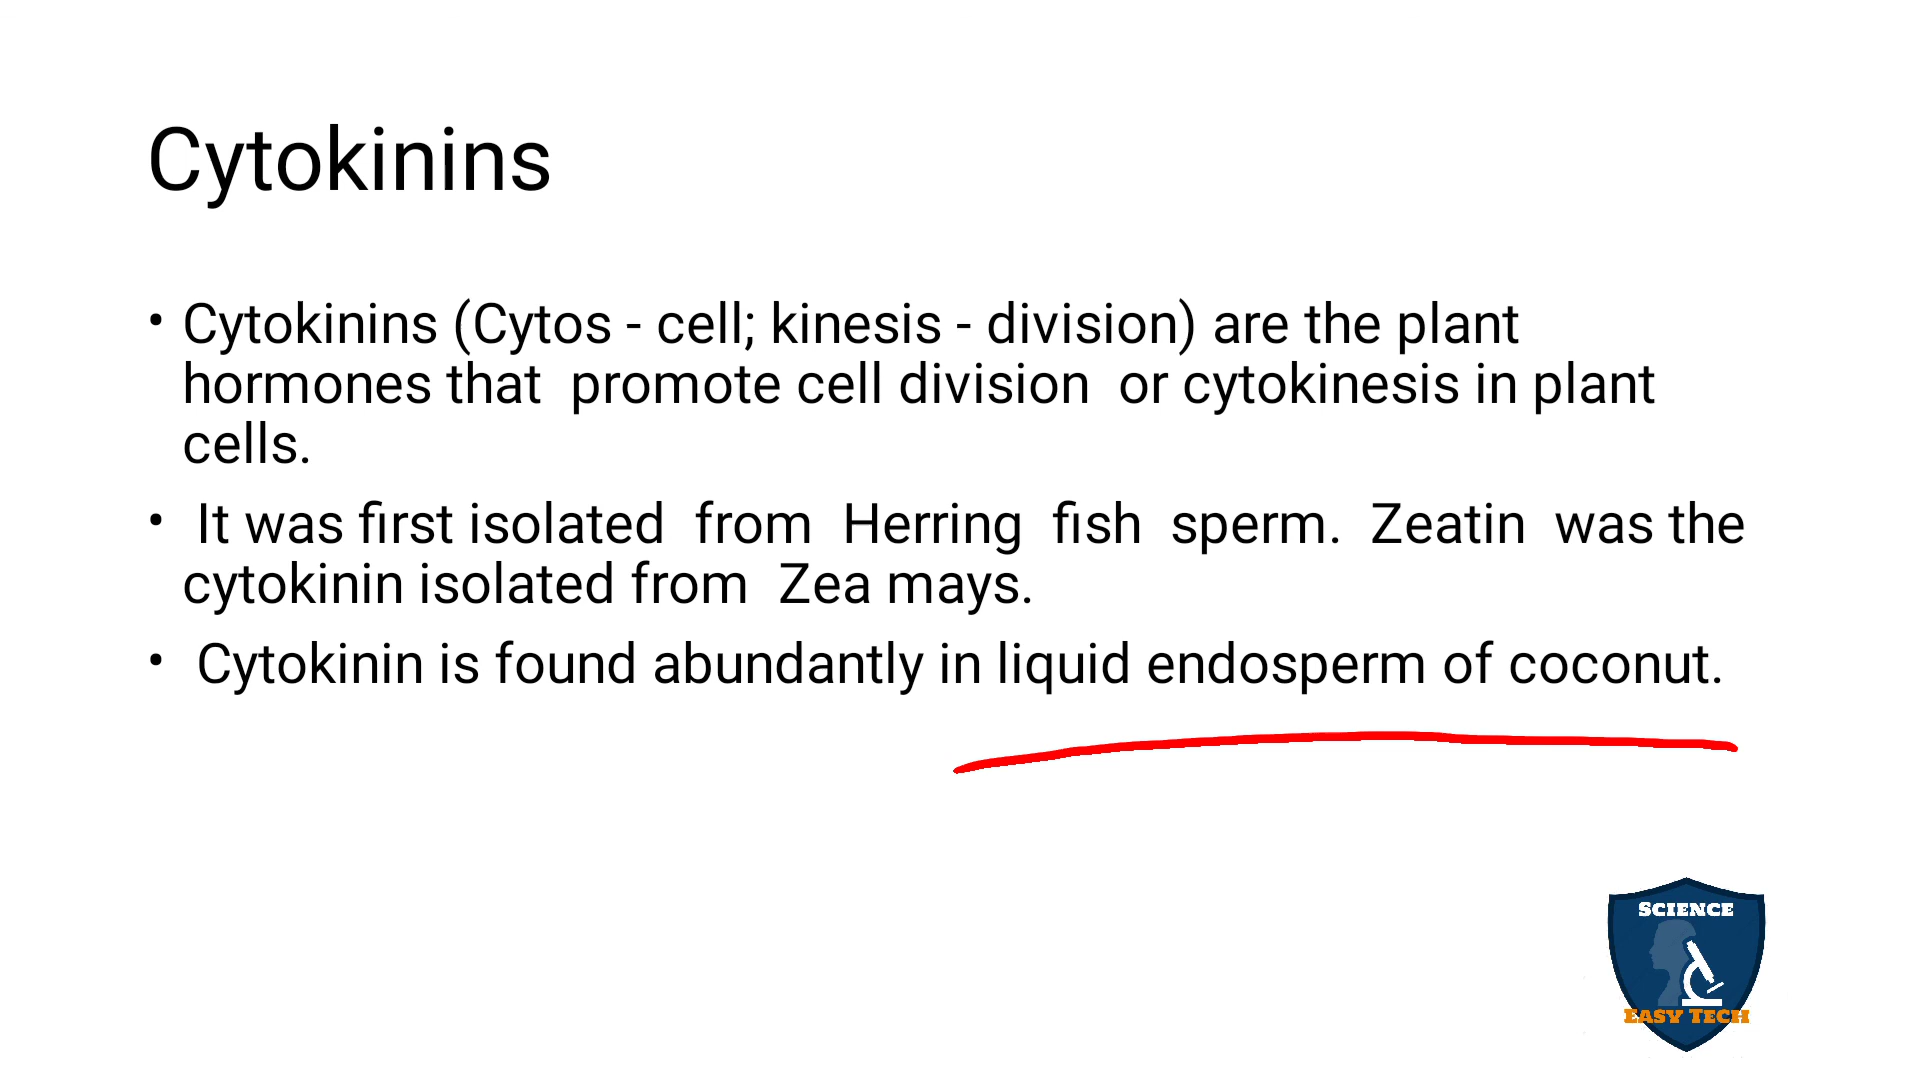 Cytokinins
• Cytokinins (Cytos - cell; kinesis - division) are the plant
hormones that promote cell division or cytokinesis in plant
cells.
• It was first isolated from Herring fish sperm. Zeatin was the
cytokinin isolated from Zea mays.
• Cytokinin is found abundantly in liquid endosperm of coconut.
SCIENCE
EASY TECH